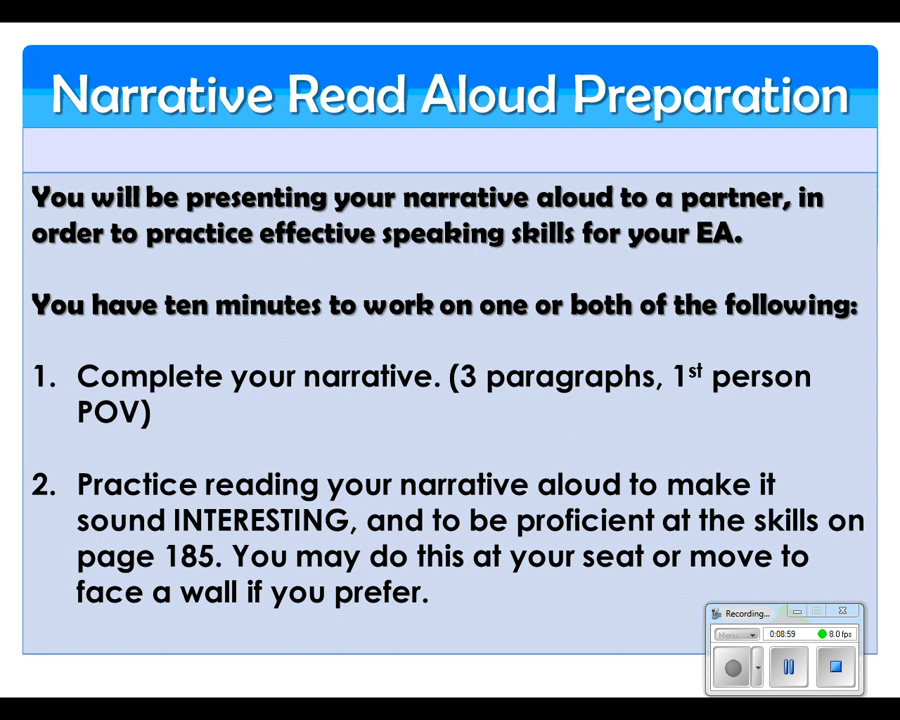 Narrative Read Aloud Preparation
You will be presenting your narrative aloud to a partner, in
order to practice effective speaking skills for your EA.
You have ten minutes to work on one or both of the following:
1. Complete your narrative. (3 paragraphs, 1st person
POV)
2. Practice reading your narrative aloud to make it
sound INTERESTING, and to be proficient at the skills on
page 185. You may do this at your seat or move to
face a wall if you prefer.
Recording...
Menu
0:08:59
8.0 fps